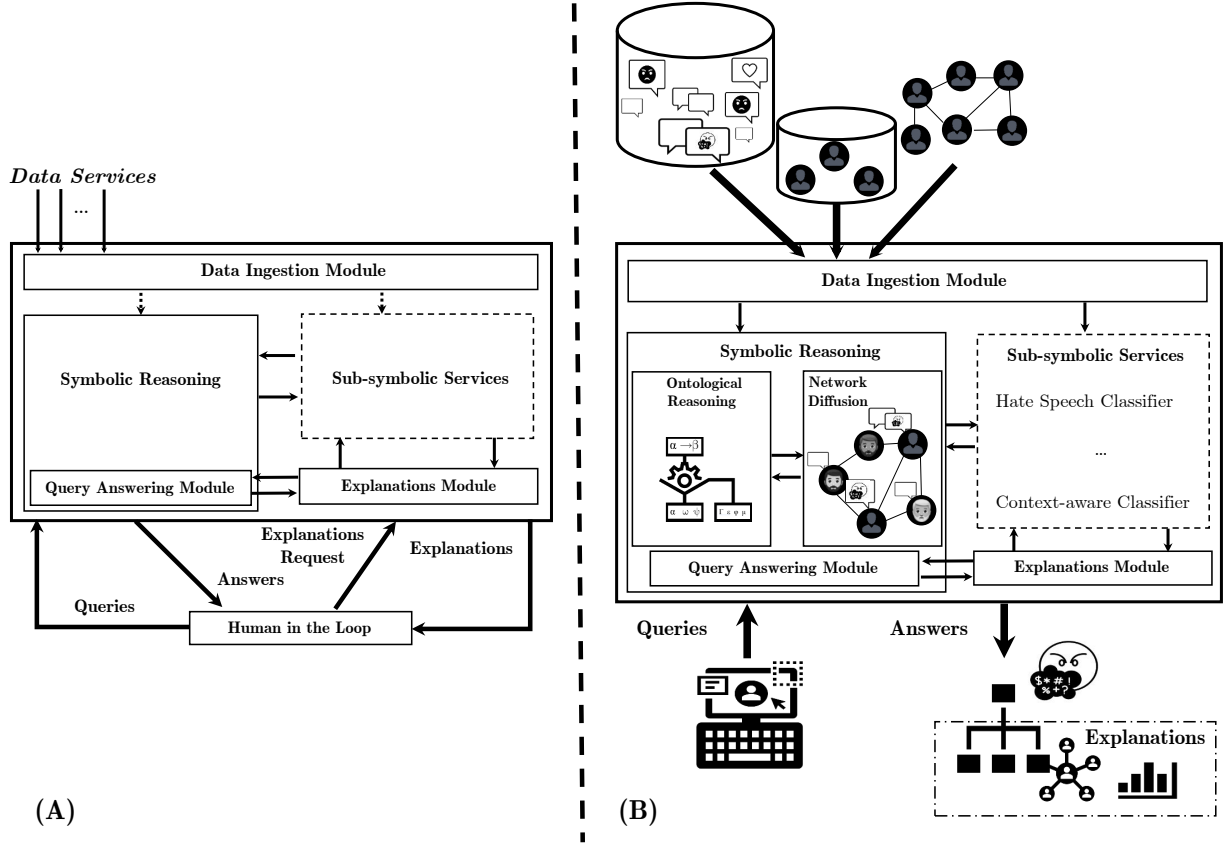 Data Services
...
Data Ingestion Module
Symbolic Reasoning
Sub-symbolic Services
Query Answering Module
Explanations Module
Explanations
Request
Explanations
Answers
Queries
Human in the Loop
(A)
Data Ingestion Module
Symbolic Reasoning
Ontological
Reasoning
α→β
α ω ψ
Network
Diffusion
Sub-symbolic Services
Hate Speech Classifier
...
Context-aware Classifier
Query Answering Module
Explanations Module
Queries
Answers
$*#!
%+?
Explanations
(B)